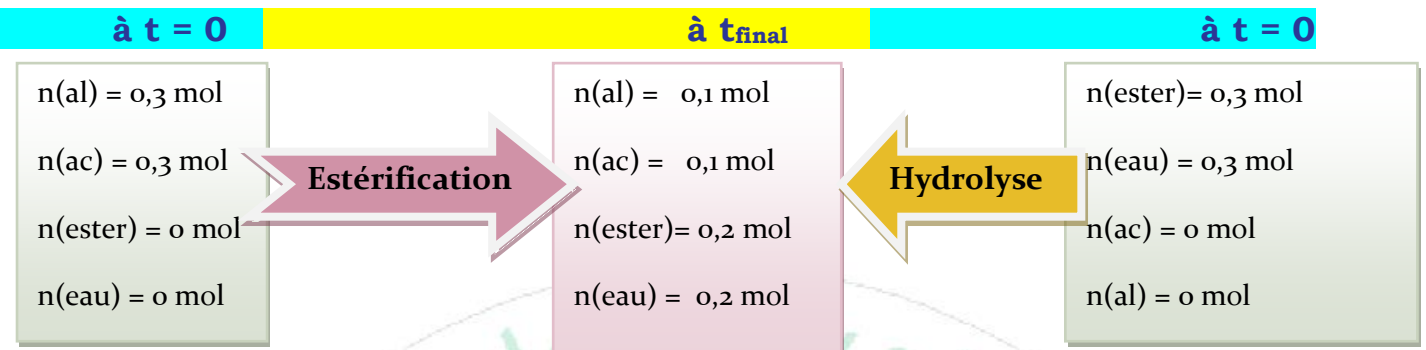 à t = 0
à tfinal
à t = 0
n(al) = 0,3 mol
n(ac) = 0,3 mol
n(ester) = 0 mol
n(eau) = 0 mol
Estérification
n(al) = 0,1 mol
n(ac) = 0,1 mol
n(ester)= 0,2 mol
n(eau) = 0,2 mol
Hydrolyse
n(ester)= 0,3 mol
n(eau) = 0,3 mol
n(ac) = 0 mol
n(al) = 0 mol